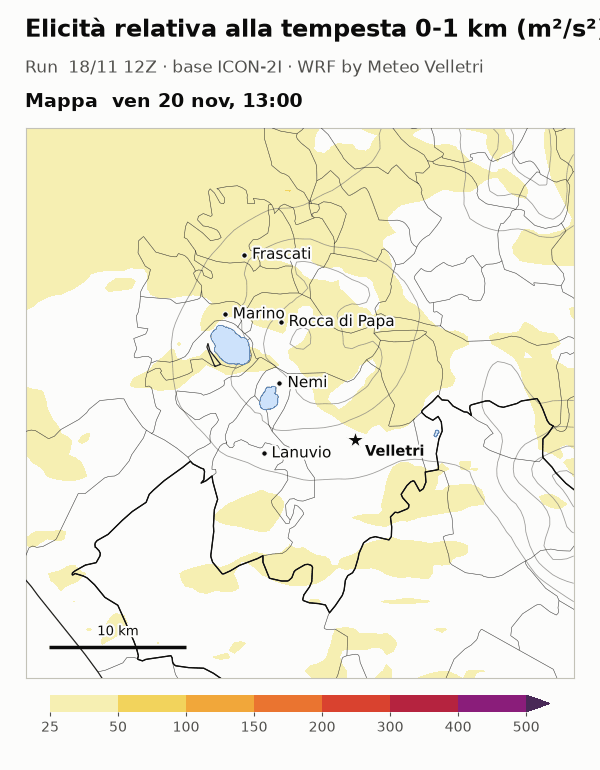 Elicità relativa alla tempesta 0-1 km (m²/s²)
Run 18/11 12Z · base ICON-2I · WRF by Meteo Velletri
Mappa ven 20 nov, 13:00
Frascati
Marino
Rocca di Papa
Nemi
Velletri
Lanuvio
10 km
25 50 100 150 200 300 400 500